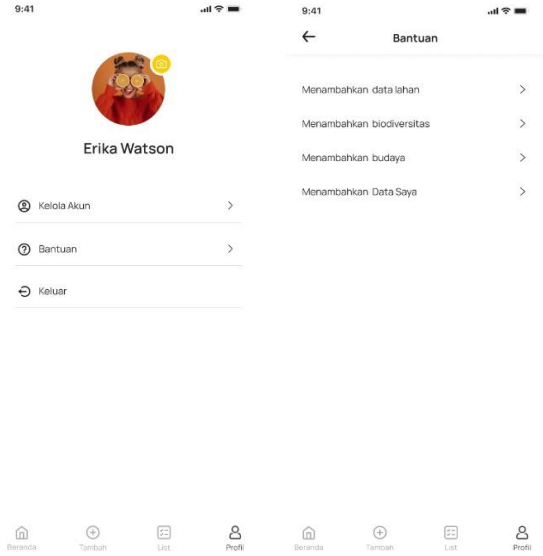 9:41
Erika Watson
Kelola Akun
Bantuan
Keluar
Beranda
Tambah
List
Profil
9:41
Bantuan
Menambahkan data lahan
Menambahkan biodiversitas
Menambahkan budaya
Menambahkan Data Saya
Beranda
Tambah
List
Profil